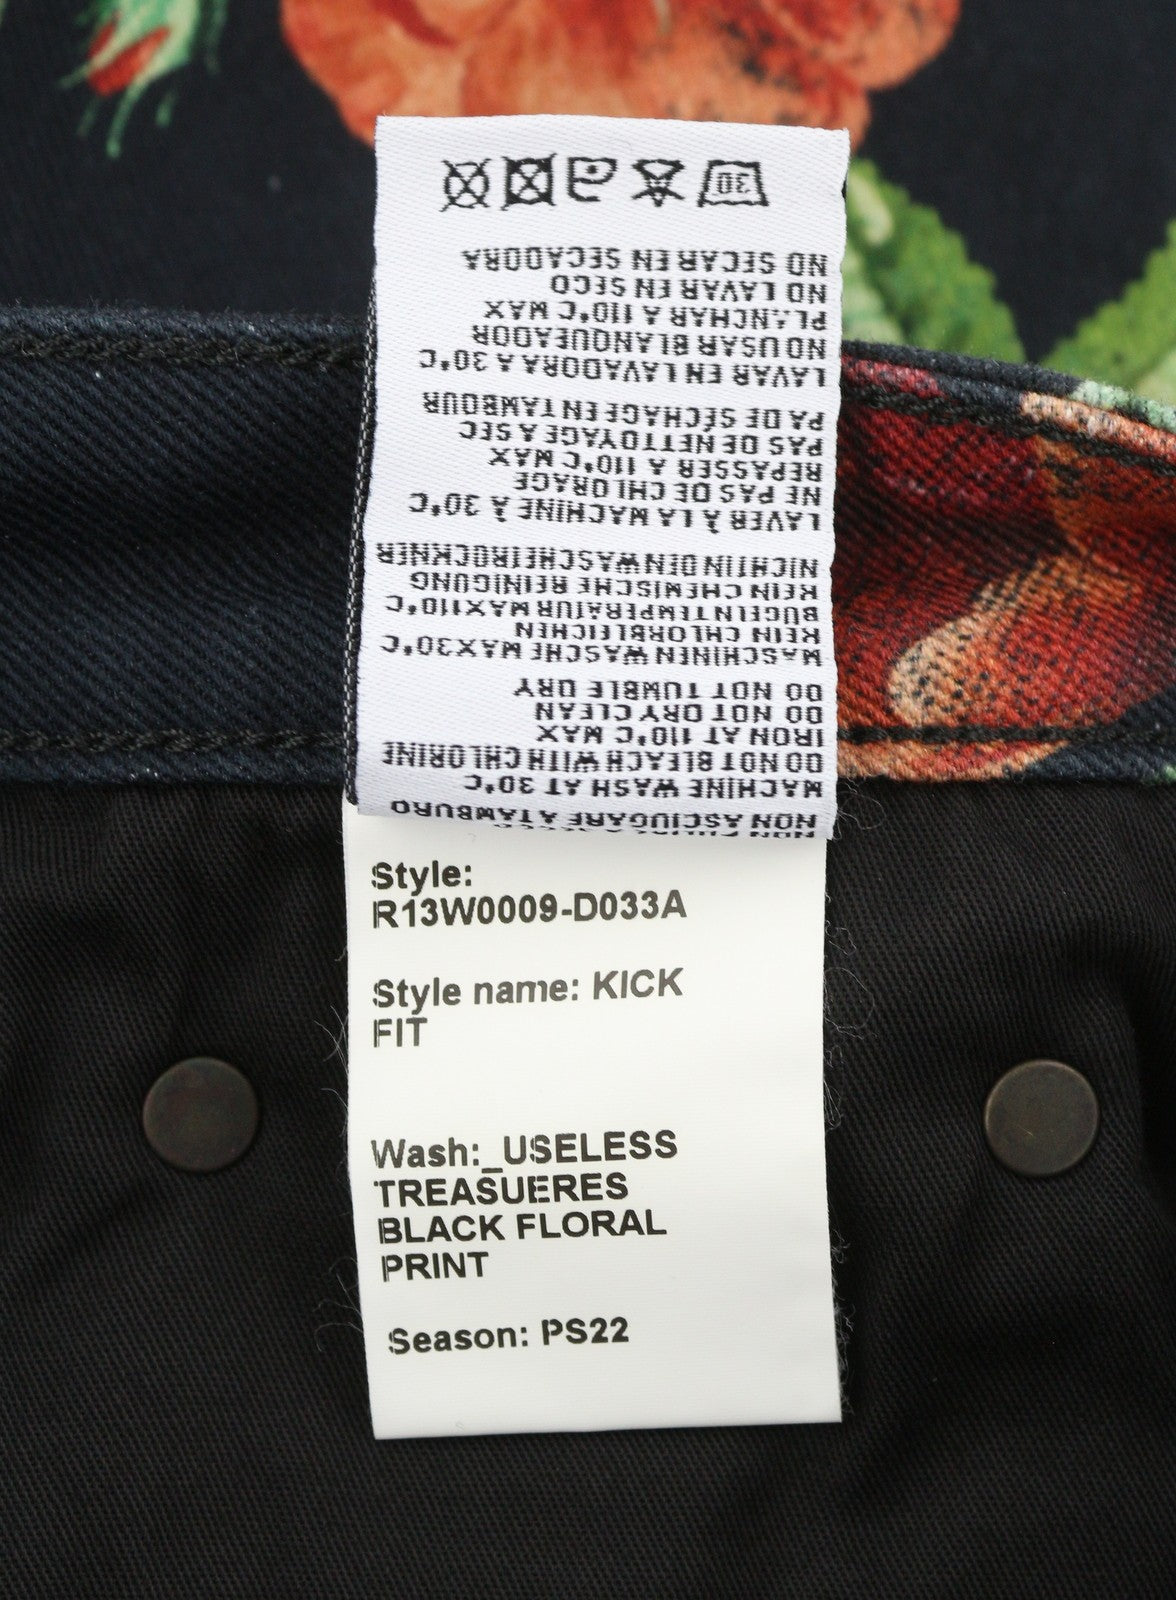 NON ASCIUGARE A TAMBURO
MACHINE WASH AT 30°C
DO NOT BLEACH WITH CHLORINE
IRON AT 110°C MAX
DO NOT DRY CLEAN
DO NOT TUMBLE DRY
MASCHINEN WASCHE MAX30°C
KEIN CHLORBLEICHEN
BUGELN TEMPERATUR MAX110°C
KEIN CHEMISCHE REINIGUNG
NICHT IN DEN WASCHETROCKNER
LAVER À LA MACHINE À 30°C
NE PAS DE CHLORAGE
REPASSER A 110°C MAX
PAS DE NETTOYAGE A SEC
PA DE SÉCHAGE EN TAMBOUR
LAVAR EN LAVADORA A 30°C
NO USAR BLANQUEADOR
PLANCHAR A 110°C MAX
NO LAVAR EN SECO
NO SECAR EN SECADORA
30
Style:
R13W0009-D033A
Style name: KICK
FIT
Wash:_USELESS
TREASUERES
BLACK FLORAL
PRINT
Season: PS22